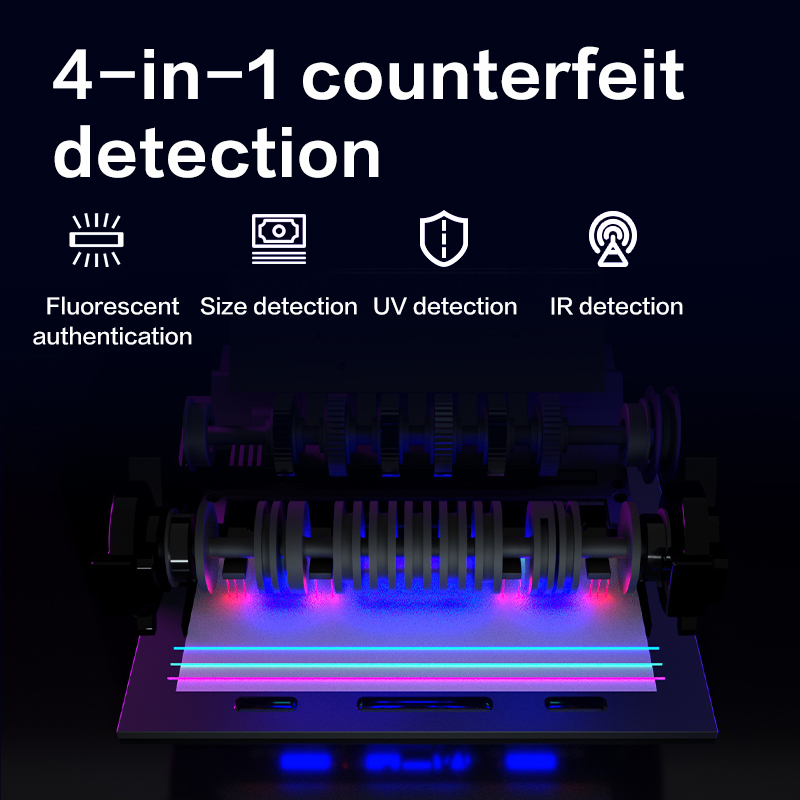 4-in-1 counterfeit
detection
Fluorescent
authentication
Size detection
UV detection
IR detection